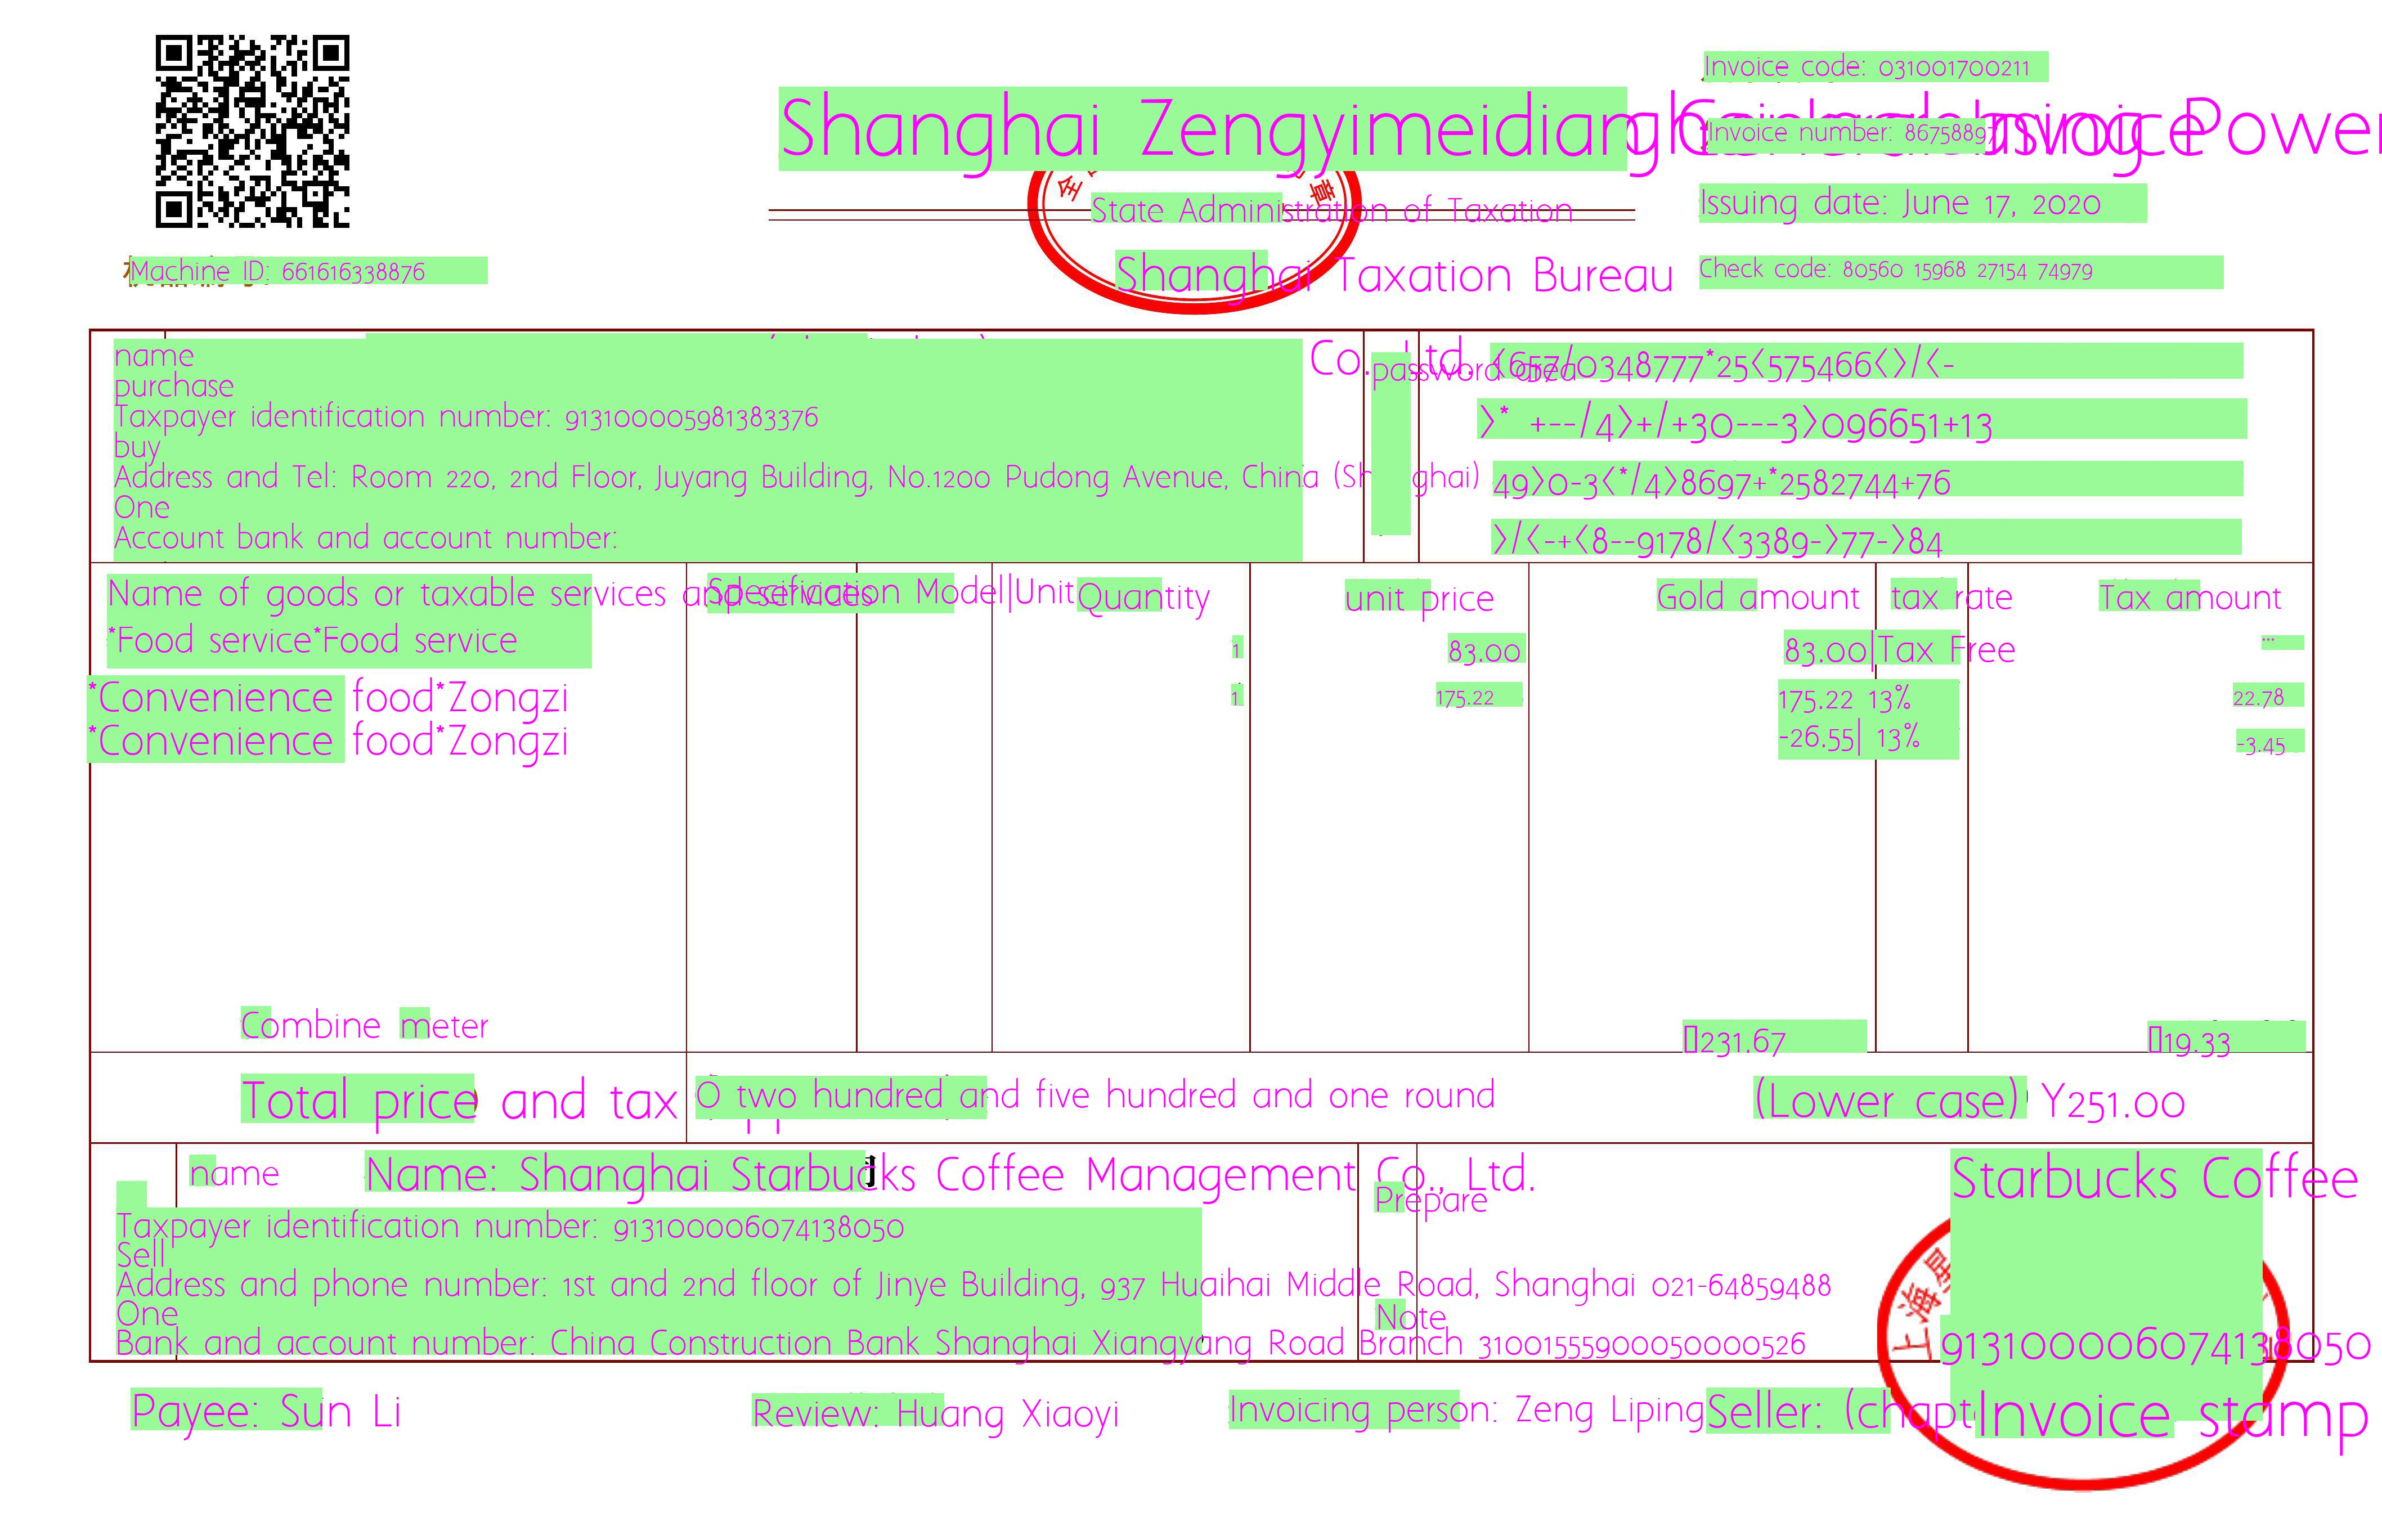 Invoice code: 031001700211
Shanghai Zengyimeidiang
Invoice number: 86758897
State Administration of Taxation
Issuing date: June 17, 2020
Shanghai Taxation Bureau
Machine ID: 661616338876
Check code: 80560 15968 27154 74979
name
Co., Ltd.
purchase
Taxpayer identification number: 913100005981383376
buy
Address and Tel: Room 220, 2nd Floor, Juyang Building, No.1200 Pudong Avenue, China (Shanghai)
One
Account bank and account number:
password area
<657/0348777*25<575466<>/<-
>* +--/4>+/+30---3>096651+13
49>0-3<*/4>8697+*2582744+76
>/<-+<8--9178/<3389->77->84
Name of goods or taxable services and services Specification Model|Unit Quantity unit price Gold amount tax rate Tax amount
*Food service*Food service 1 83.00 83.00|Tax Free ***
*Convenience food*Zongzi 1 175.22 175.22 13% 22.78
*Convenience food*Zongzi -26.55| 13% -3.45
Combine meter 231.67 19.33
Total price and tax O two hundred and five hundred and one round (Lower case) Y251.00
name Name: Shanghai Starbucks Coffee Management Co., Ltd.
Prepare
Taxpayer identification number: 913100006074138050
Sell
Address and phone number: 1st and 2nd floor of Jinye Building, 937 Huaihai Middle Road, Shanghai 021-64859488
One
Note
Bank and account number: China Construction Bank Shanghai Xiangyang Road Branch 31001555900050000526
Starbucks Coffee
上海
913100006074138050
Payee: Sun Li Review: Huang Xiaoyi Invoicing person: Zeng Liping Seller: (chapt Invoice stamp